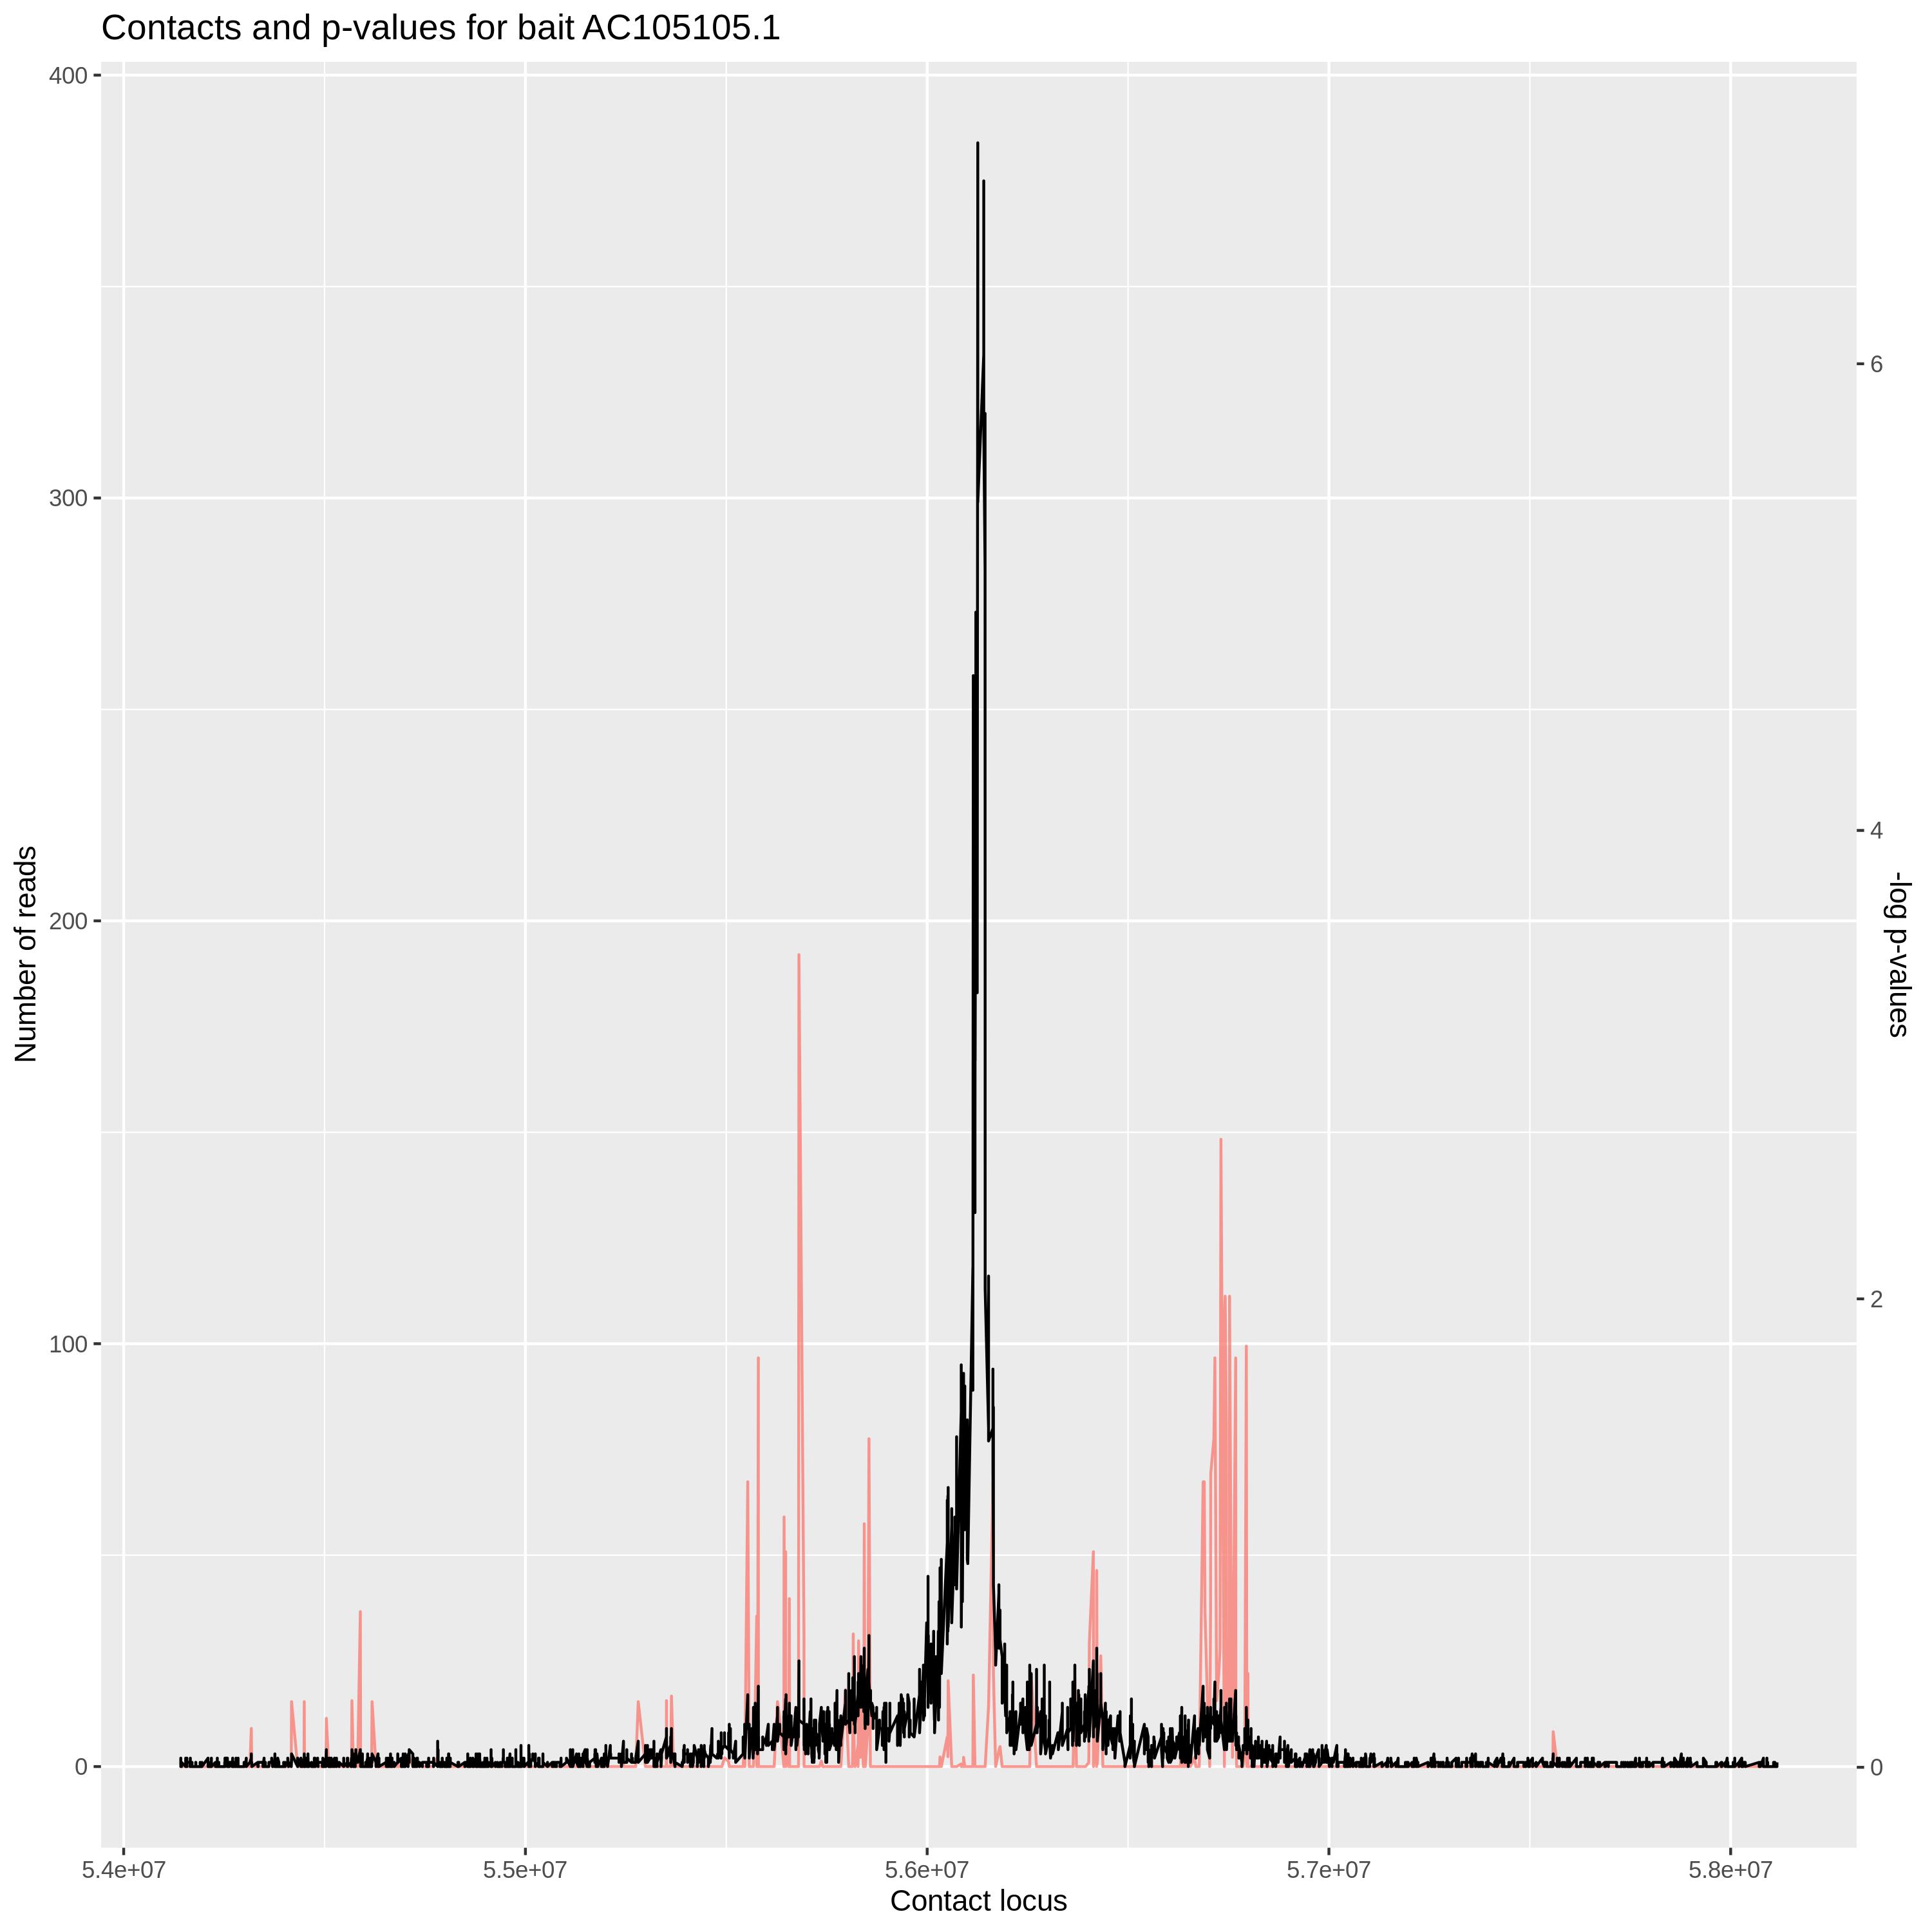 Contacts and p-values for bait AC105105.1
400
300
200
100
0
Number of reads
6
4
2
0
-log p-values
5.4e+07
5.5e+07
5.6e+07
5.7e+07
5.8e+07
Contact locus